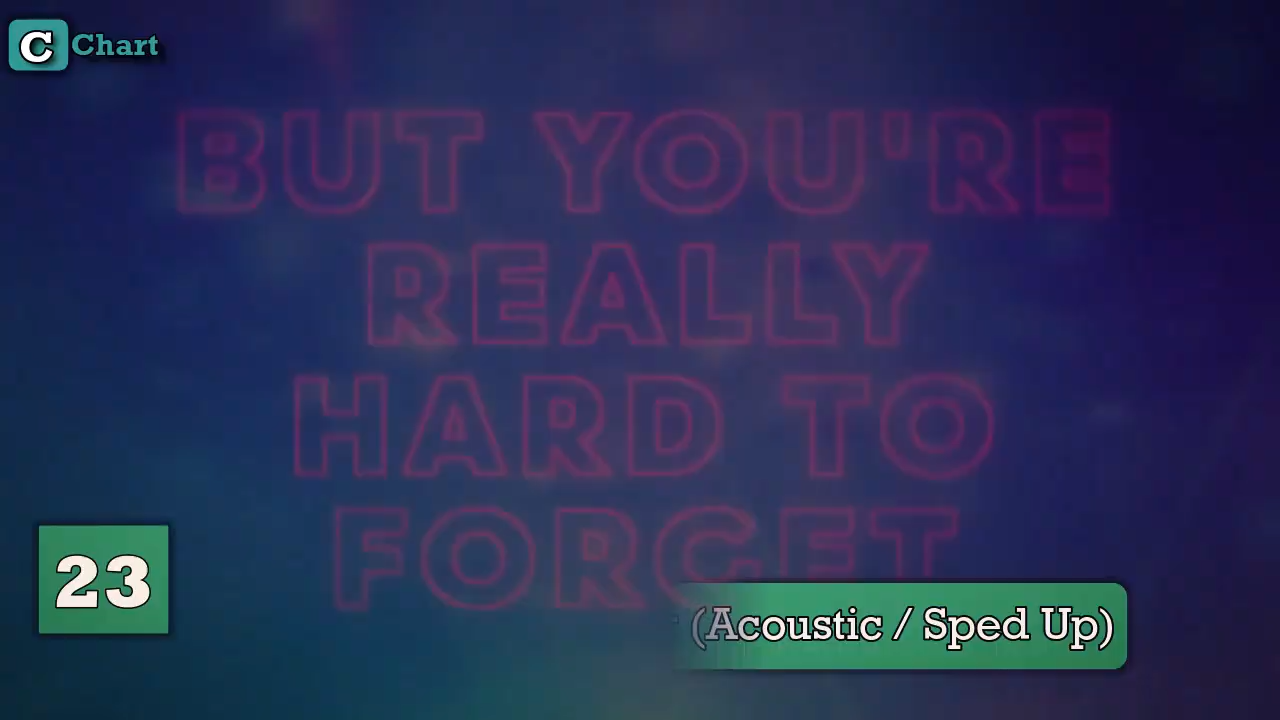 C Chart
BUT YOU'RE
REALLY
HARD TO
FORGET
23
(Acoustic / Sped Up)